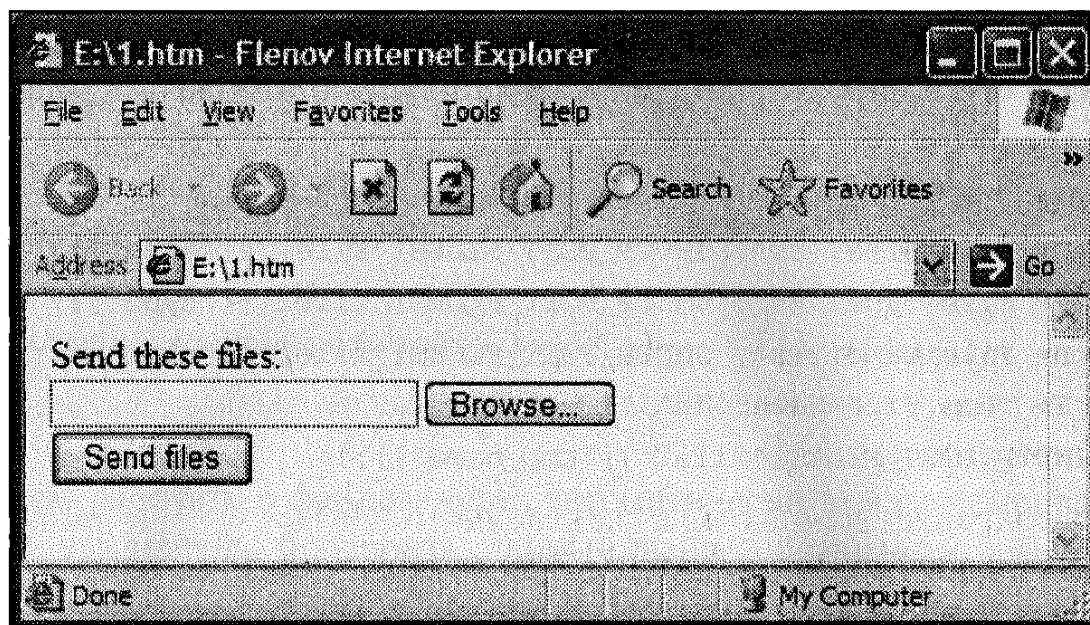 E:\1.htm - Flenov Internet Explorer
File Edit View Favorites Tools Help
Back Search Favorites
Address E:\1.htm Go
Send these files:
Browse...
Send files
Done My Computer